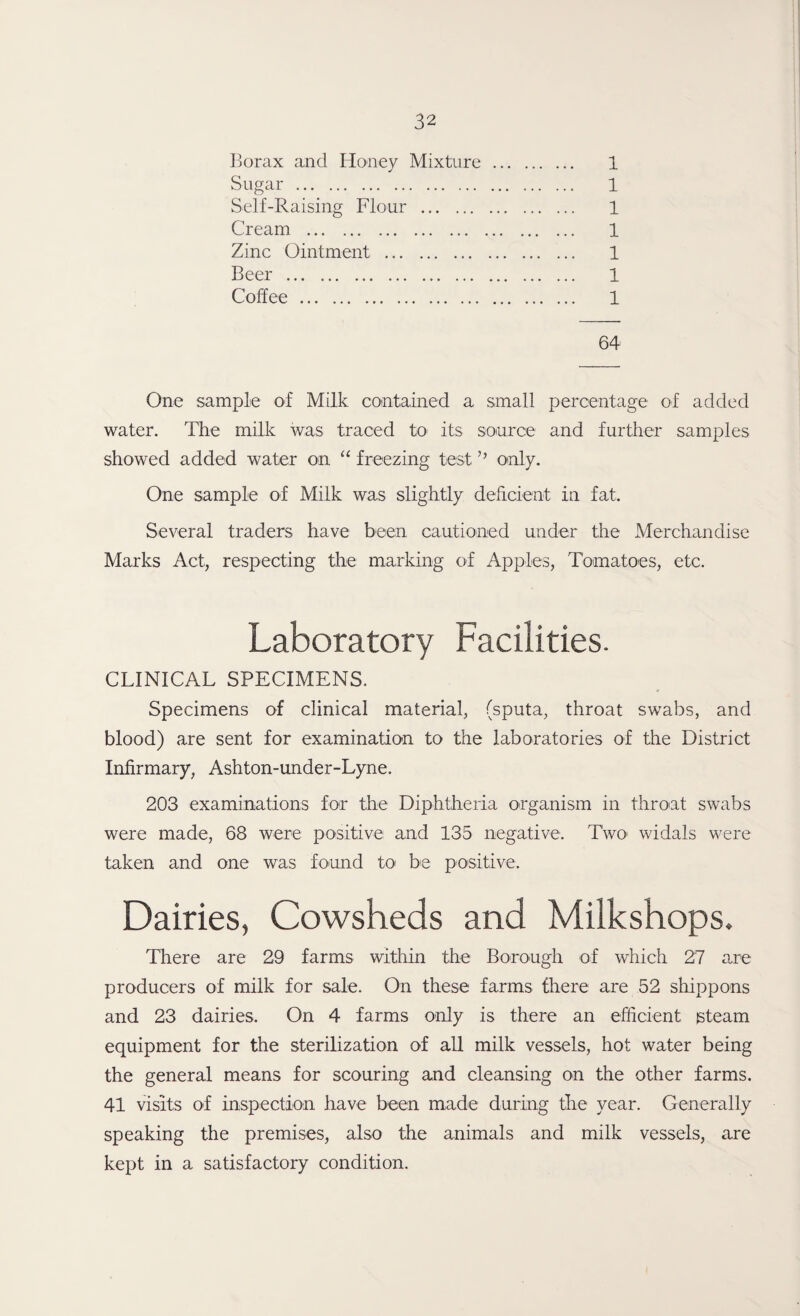 32
Borax and Honey Mixture ... ... ... 1
Sugar ... ... ... ... ... ... ... ... ... 1
Self-Raising Flour ... ... ... ... ... 1
Cream ... ... ... ... ... ... ... ... 1
Zinc Ointment ... ... ... ... ... ... 1
Beer ... ... ... ... ... ... ... ... ... 1
Coffee ... ... ... ... ... ... ... ... ... 1
64
One sample of Milk contained a small percentage of added
water. The milk was traced to its source and further samples
showed added water on “ freezing test ” only.
One sample of Milk was slightly deficient in fat.
Several traders have been cautioned under the Merchandise
Marks Act, respecting the marking of Apples, Tomatoes, etc.
Laboratory Facilities.
CLINICAL SPECIMENS.
Specimens of clinical material, (sputa, throat swabs, and
blood) are sent for examination to the laboratories of the District
Infirmary, Ashton-under-Lyne.
203 examinations for the Diphtheria organism in throat swabs
were made, 68 were positive and 135 negative. Two widals were
taken and one was found to be positive.
Dairies, Cowsheds and Milkshops.
There are 29 farms within the Borough of which 27 are
producers of milk for sale. On these farms there are 52 shippons
and 23 dairies. On 4 farms only is there an efficient steam
equipment for the sterilization of all milk vessels, hot water being
the general means for scouring and cleansing on the other farms.
41 visits of inspection have been made during the year. Generally
speaking the premises, also the animals and milk vessels, are
kept in a satisfactory condition.